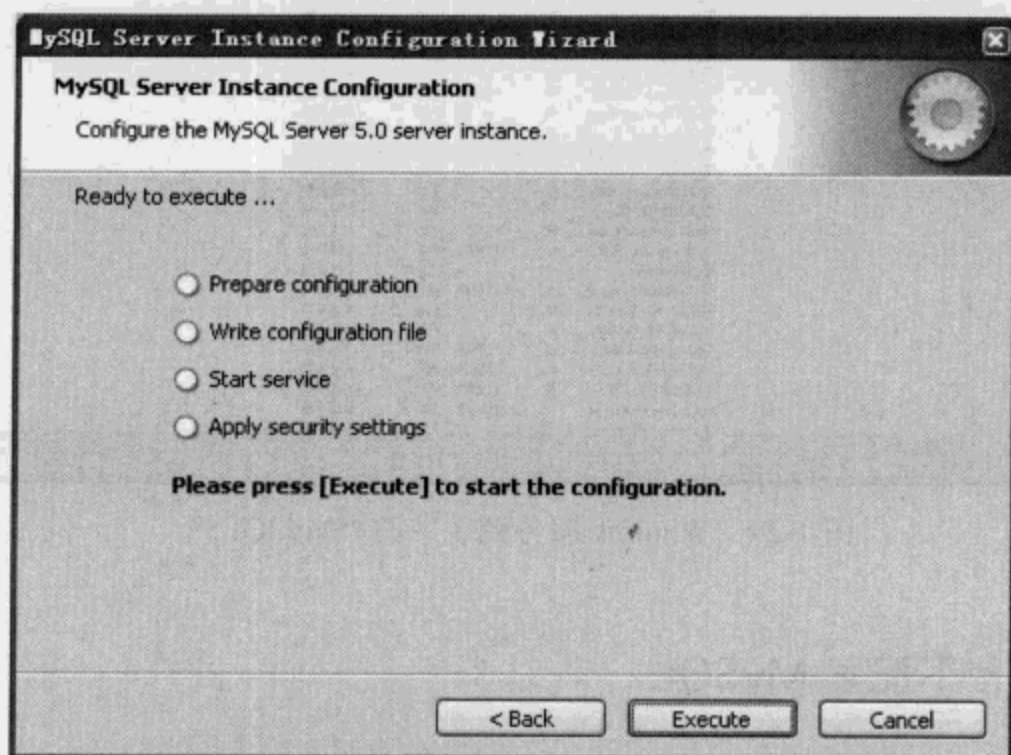 MySQL Server Instance Configuration Wizard
MySQL Server Instance Configuration
Configure the MySQL Server 5.0 server instance.
Ready to execute ...
Prepare configuration
Write configuration file
Start service
Apply security settings
Please press [Execute] to start the configuration.
< Back
Execute
Cancel